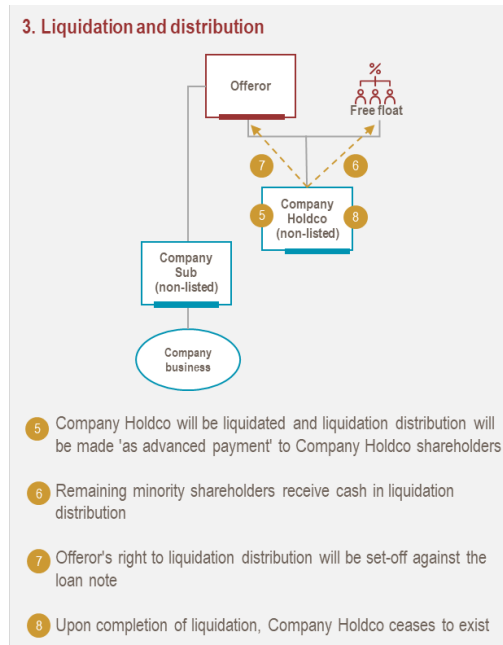 3. Liquidation and distribution
%
Offeror
Free float
7
6
5
Company
Holdco
(non-listed)
8
Company
Sub
(non-listed)
Company
business
5 Company Holdco will be liquidated and liquidation distribution will
be made 'as advanced payment' to Company Holdco shareholders
6 Remaining minority shareholders receive cash in liquidation
distribution
7 Offeror's right to liquidation distribution will be set-off against the
loan note
8 Upon completion of liquidation, Company Holdco ceases to exist